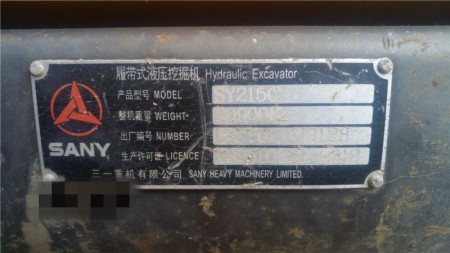 履带式液压挖掘机 Hydraulic Excavator
产品型号 MODEL SY215C
整机重量 WEIGHT
出厂编号 NUMBER
生产许可证 LICENCE
SANY
三一重机有限公司 SANY HEAVY MACHINERY LIMITED.